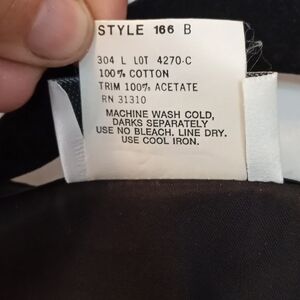 STYLE 166 B
304 L LOT 4270-C
100% COTTON
TRIM 100% ACETATE
RN 31310
MACHINE WASH COLD,
DARKS SEPARATELY
USE NO BLEACH. LINE DRY.
USE COOL IRON.